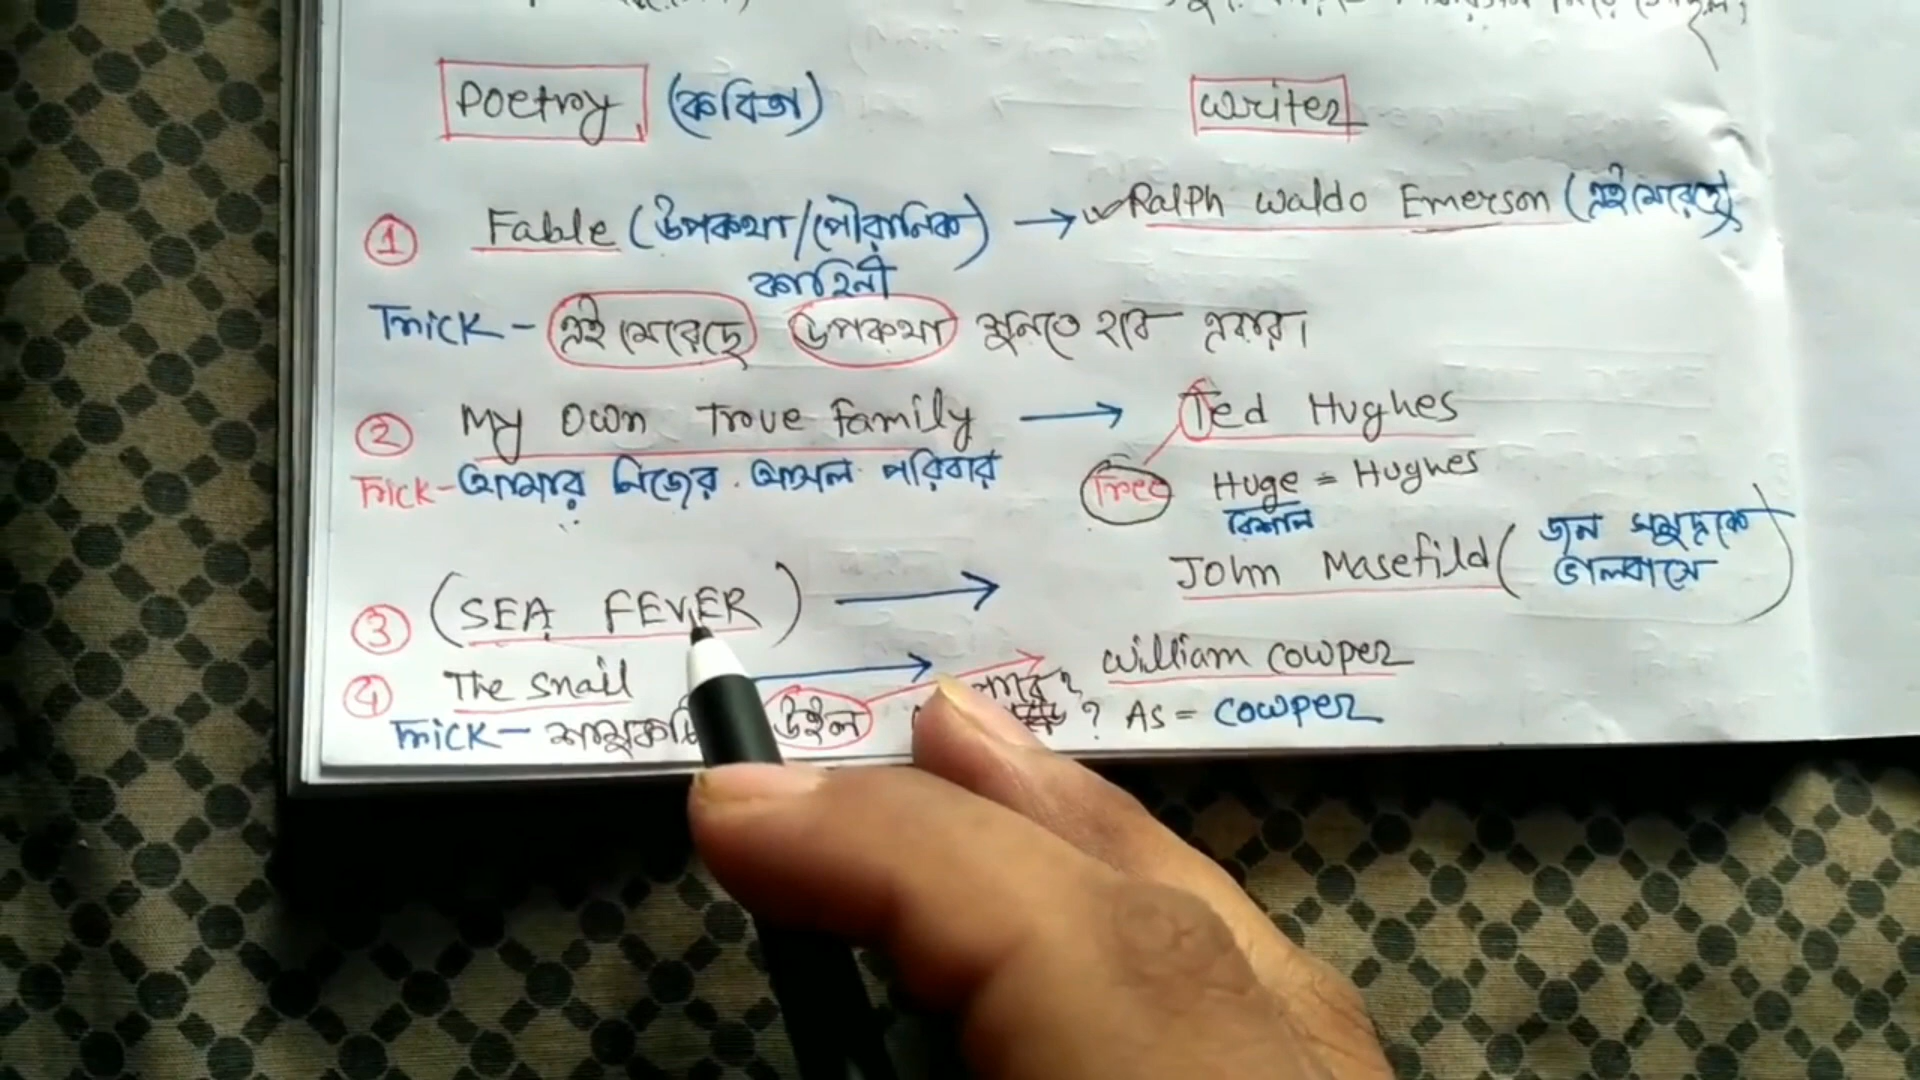 Poetry (কবিতা) Writer
① Fable (উপকথা/পৌরানিক) → Ralph Waldo Emerson (এই মেরেছে)
কাহিনী
Trick - এই মেরেছে উপকথা শুনতে হবে এবার।
② My Own True Family → Ted Hughes
Trick - আমার নিজের আসল পরিবার Tree Huge = Hughes
বিশাল
③ (SEA FEVER) → John Masefild (জন সমুদ্রকে
ভালবাসে)
④ The Snail → William Cowper
Trick - উইল ? As = Cowper